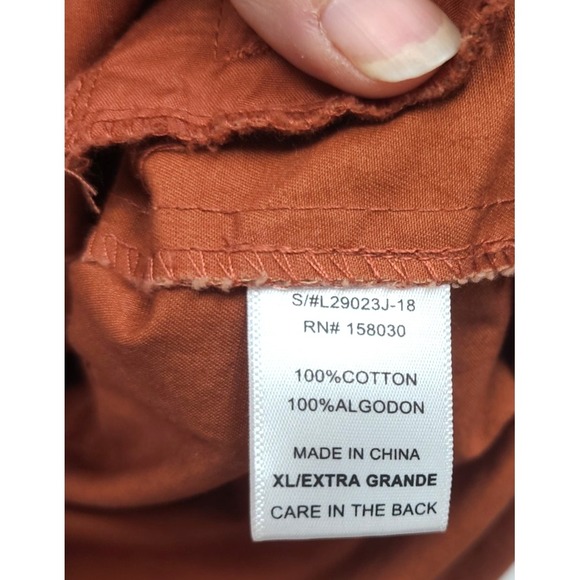 S/#L29023J-18
RN# 158030
100%COTTON
100%ALGODON
MADE IN CHINA
XL/EXTRA GRANDE
CARE IN THE BACK